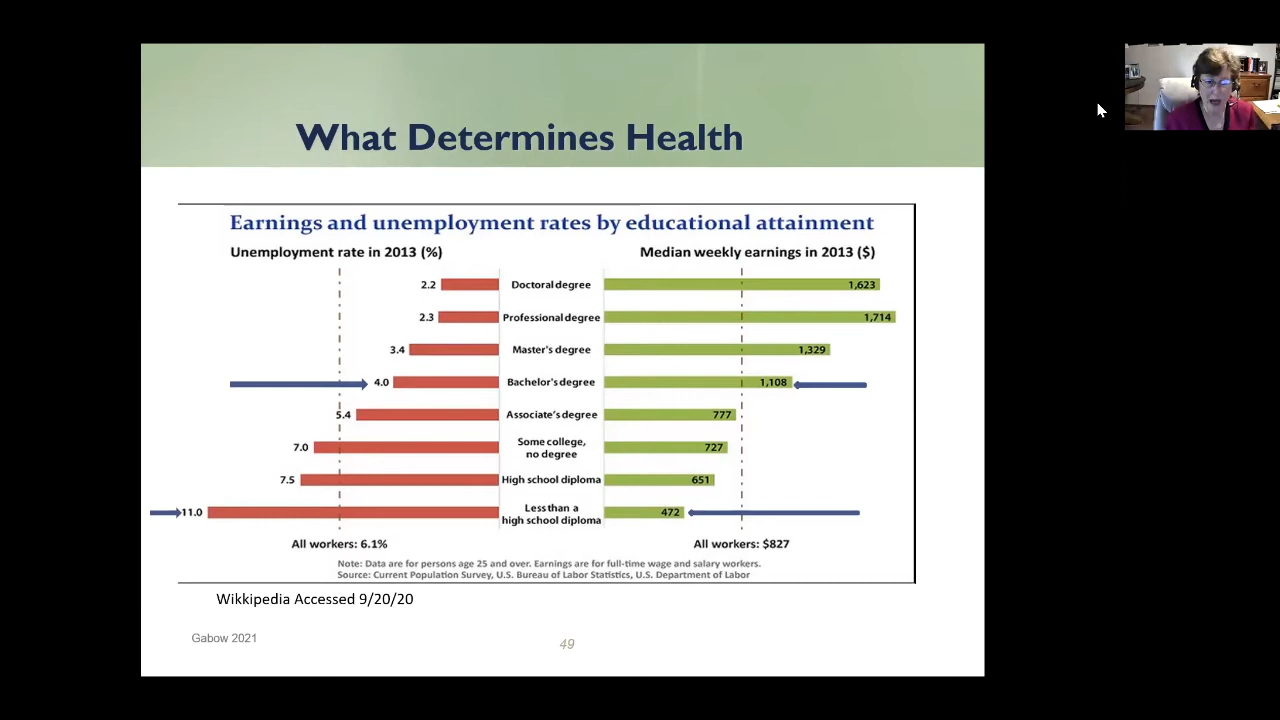 What Determines Health
Earnings and unemployment rates by educational attainment
Unemployment rate in 2013 (%)
Median weekly earnings in 2013 ($)
2.2 Doctoral degree 1,623
2.3 Professional degree 1,714
3.4 Master's degree 1,329
4.0 Bachelor's degree 1,108
5.4 Associate's degree 777
7.0 Some college, 727
no degree
7.5 High school diploma 651
11.0 Less than a 472
high school diploma
All workers: 6.1%
All workers: $827
Note: Data are for persons age 25 and over. Earnings are for full-time wage and salary workers.
Source: Current Population Survey, U.S. Bureau of Labor Statistics, U.S. Department of Labor
Wikkipedia Accessed 9/20/20
Gabow 2021
49